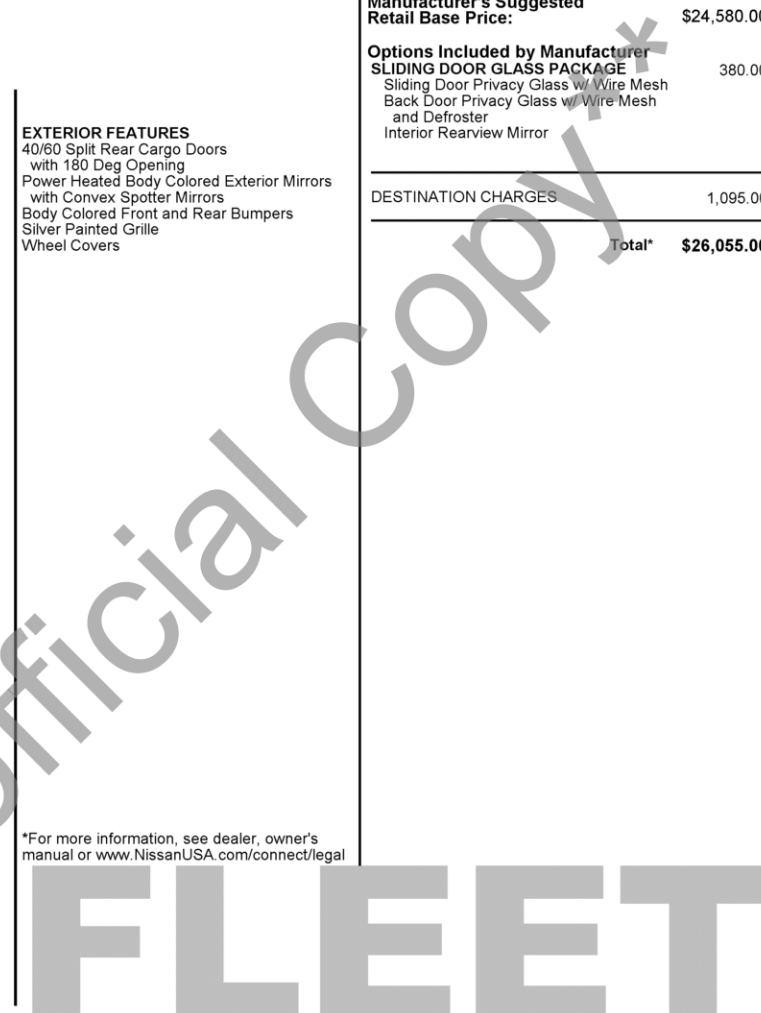 EXTERIOR FEATURES
40/60 Split Rear Cargo Doors
with 180 Deg Opening
Power Heated Body Colored Exterior Mirrors
with Convex Spotter Mirrors
Body Colored Front and Rear Bumpers
Silver Painted Grille
Wheel Covers
*For more information, see dealer, owner's
manual or www.NissanUSA.com/connect/legal
Manufacturer's Suggested
Retail Base Price: $24,580.00
Options Included by Manufacturer
SLIDING DOOR GLASS PACKAGE 380.00
Sliding Door Privacy Glass w/ Wire Mesh
Back Door Privacy Glass w/ Wire Mesh
and Defroster
Interior Rearview Mirror
DESTINATION CHARGES 1,095.00
Total* $26,055.00
official Copy**
FLEET